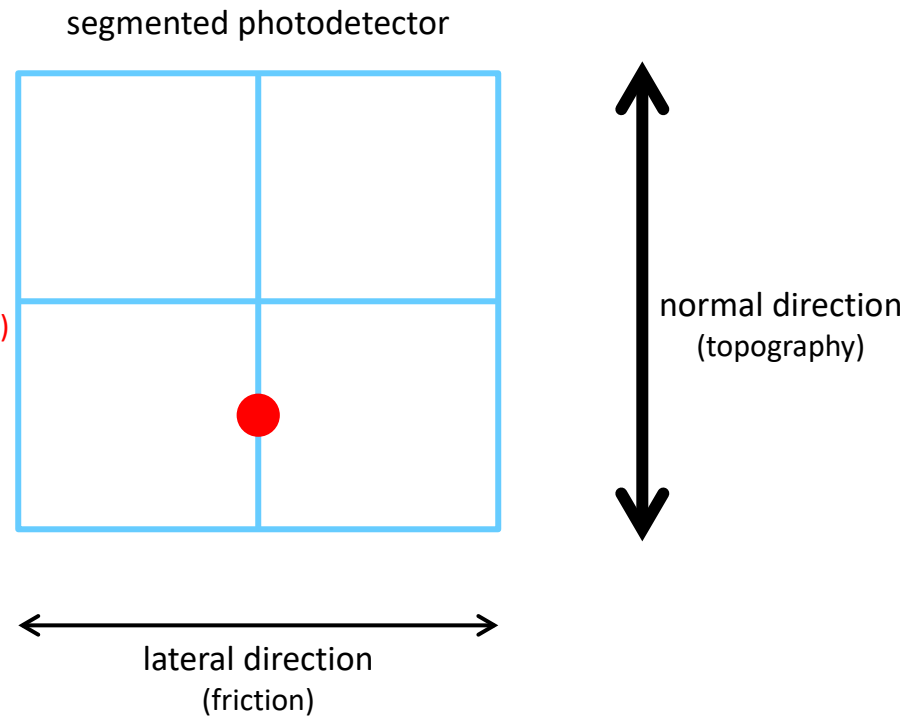 segmented photodetector
)
normal direction
(topography)
lateral direction
(friction)